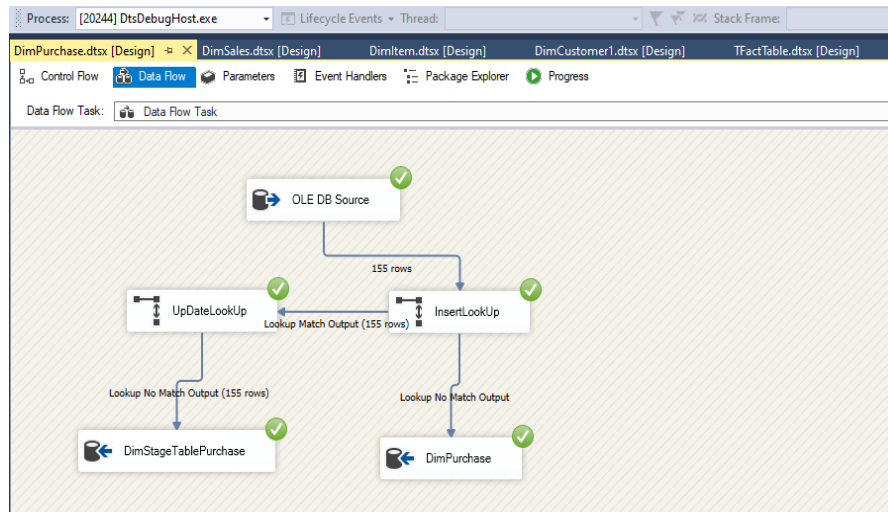 Process: [20244] DtsDebugHost.exe Lifecycle Events Thread: Stack Frame:
DimPurchase.dtsx [Design] DimSales.dtsx [Design] DimItem.dtsx [Design] DimCustomer1.dtsx [Design] TFactTable.dtsx [Design]
Control Flow Data Flow Parameters Event Handlers Package Explorer Progress
Data Flow Task: Data Flow Task
OLE DB Source
155 rows
UpDateLookUp InsertLookUp
Lookup Match Output (155 rows)
Lookup No Match Output (155 rows) Lookup No Match Output
DimStageTablePurchase DimPurchase